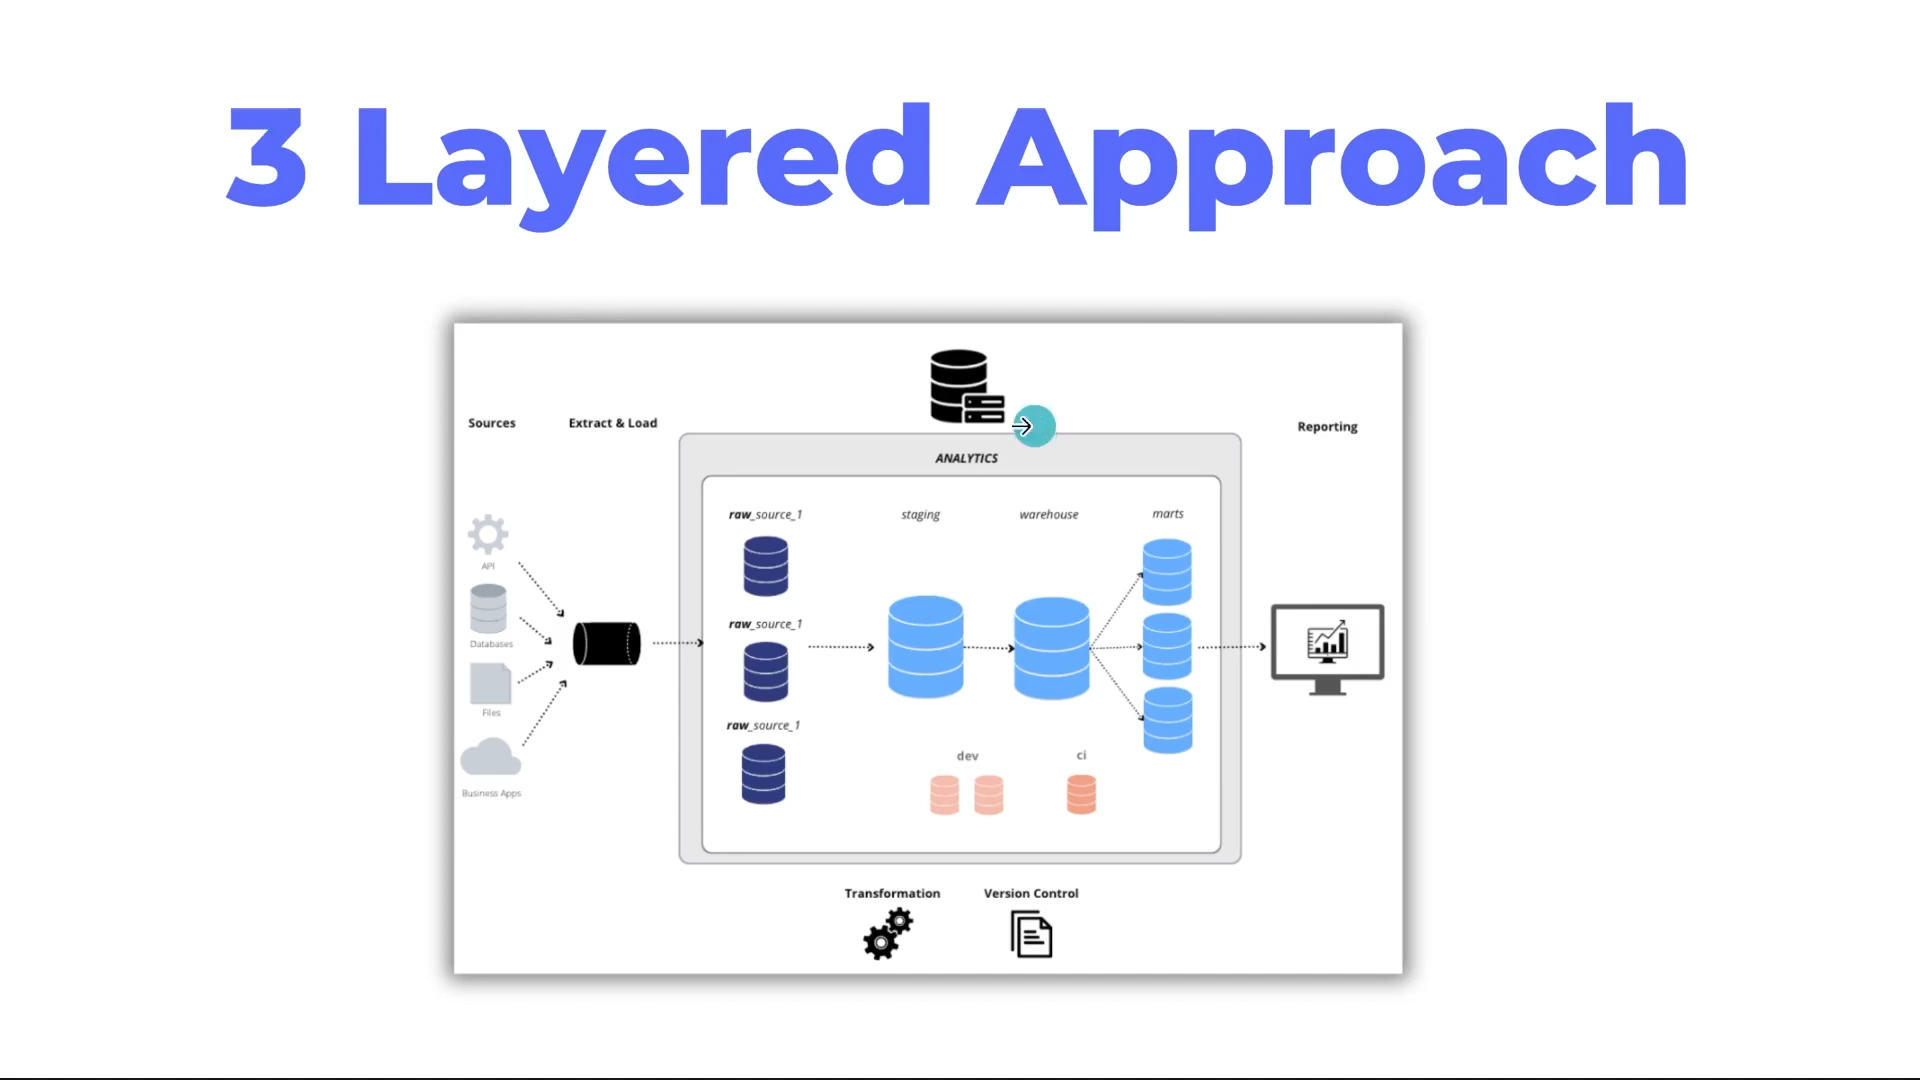 3 Layered Approach
Sources
Extract & Load
Reporting
ANALYTICS
raw_source_1
staging
warehouse
marts
API
raw_source_1
Databases
Files
raw_source_1
dev
ci
Business Apps
Transformation
Version Control